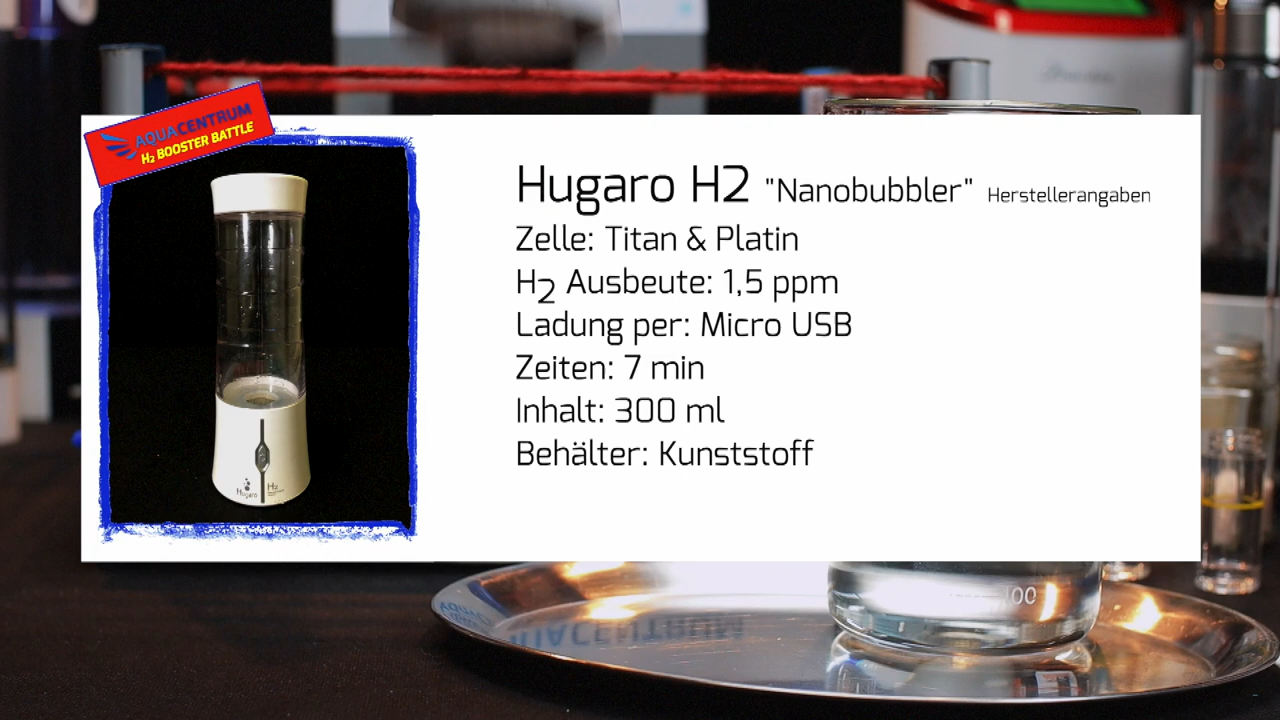 AQUACENTRUM
H₂ BOOSTER BATTLE
Hugaro H2 "Nanobubbler" Herstellerangaben
Zelle: Titan & Platin
H₂ Ausbeute: 1,5 ppm
Ladung per: Micro USB
Zeiten: 7 min
Inhalt: 300 ml
Behälter: Kunststoff
Hugaro
H₂
AQUACENTRUM